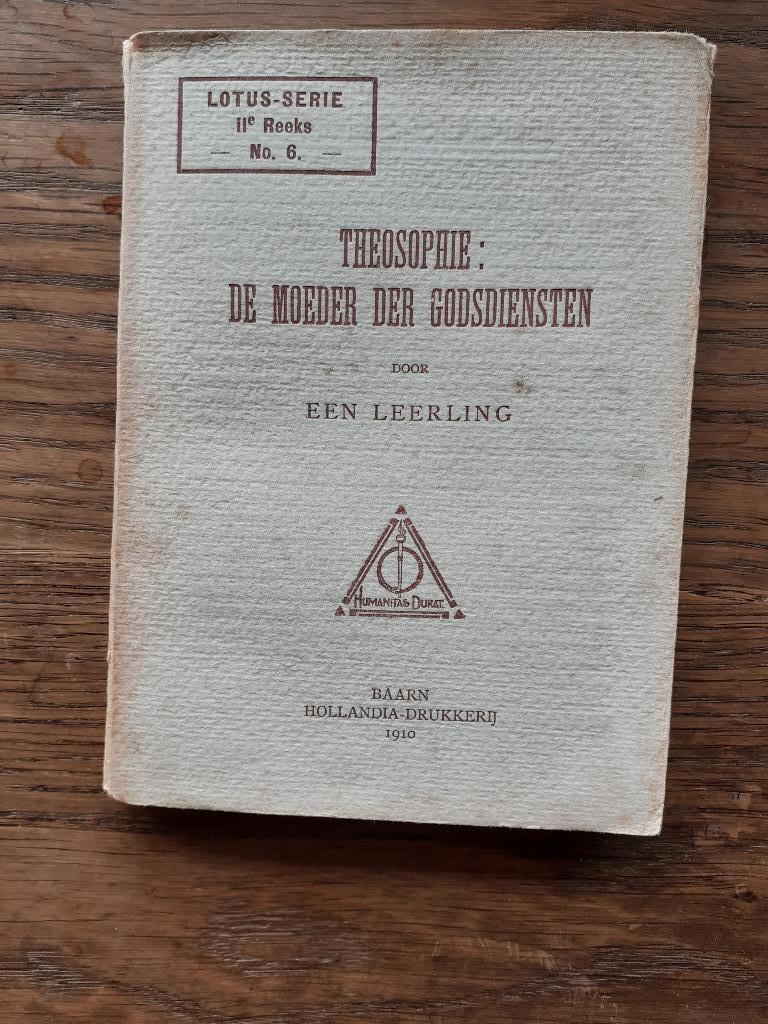 LOTUS-SERIE
IIe Reeks
— No. 6. —
THEOSOPHIE:
DE MOEDER DER GODSDIENSTEN
DOOR
EEN LEERLING
HUMANITAS DURAT.
BAARN
HOLLANDIA-DRUKKERIJ
1910